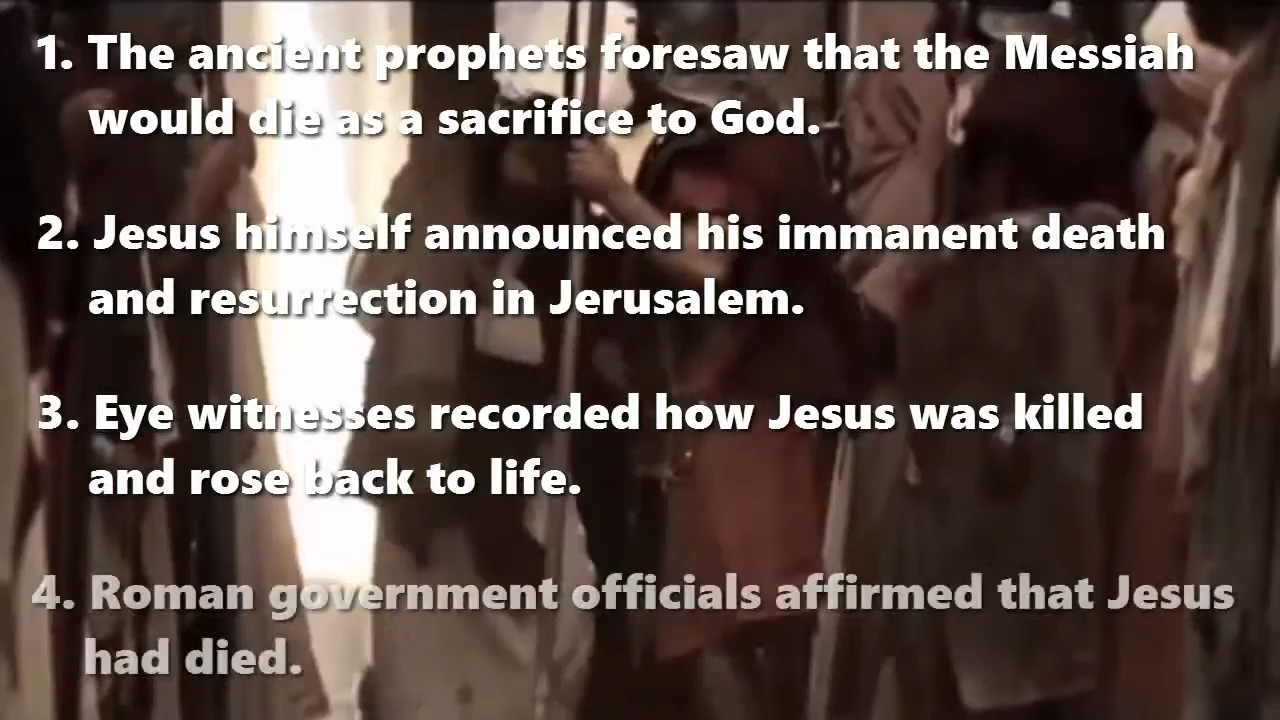 1. The ancient prophets foresaw that the Messiah
would die as a sacrifice to God.
2. Jesus himself announced his immanent death
and resurrection in Jerusalem.
3. Eye witnesses recorded how Jesus was killed
and rose back to life.
4. Roman government officials affirmed that Jesus
had died.